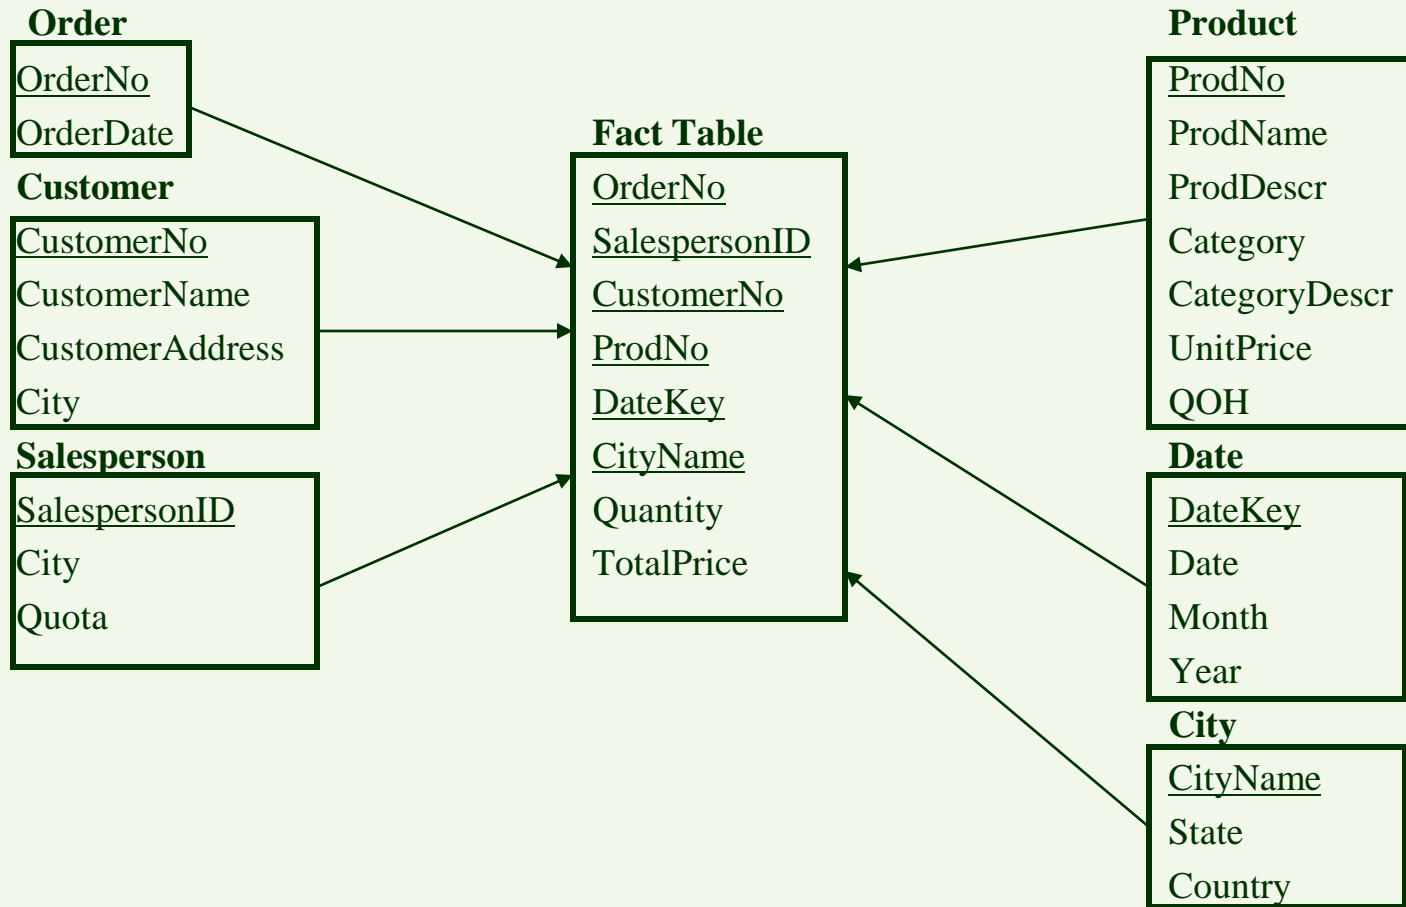 Order
OrderNo
OrderDate
Customer
CustomerNo
CustomerName
CustomerAddress
City
Salesperson
SalespersonID
City
Quota
Fact Table
OrderNo
SalespersonID
CustomerNo
ProdNo
DateKey
CityName
Quantity
TotalPrice
Product
ProdNo
ProdName
ProdDescr
Category
CategoryDescr
UnitPrice
QOH
Date
DateKey
Date
Month
Year
City
CityName
State
Country